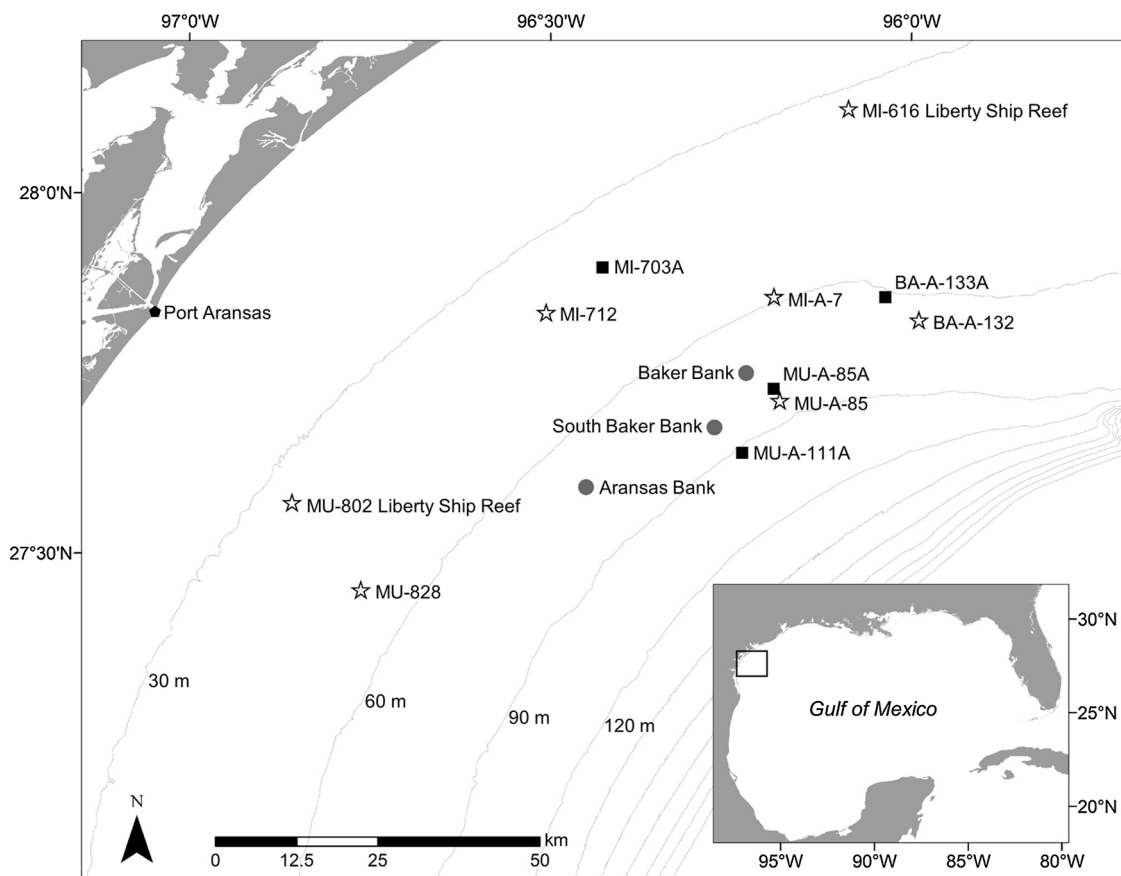 97°0'W
96°30'W
96°0'W
MI-616 Liberty Ship Reef
28°0'N
MI-703A
BA-A-133A
MI-A-7
Port Aransas
MI-712
BA-A-132
Baker Bank
MU-A-85A
MU-A-85
South Baker Bank
MU-A-111A
Aransas Bank
MU-802 Liberty Ship Reef
27°30'N
MU-828
30°N
30 m
60 m
90 m
120 m
Gulf of Mexico
25°N
20°N
N
km
0
12.5
25
50
95°W
90°W
85°W
80°W